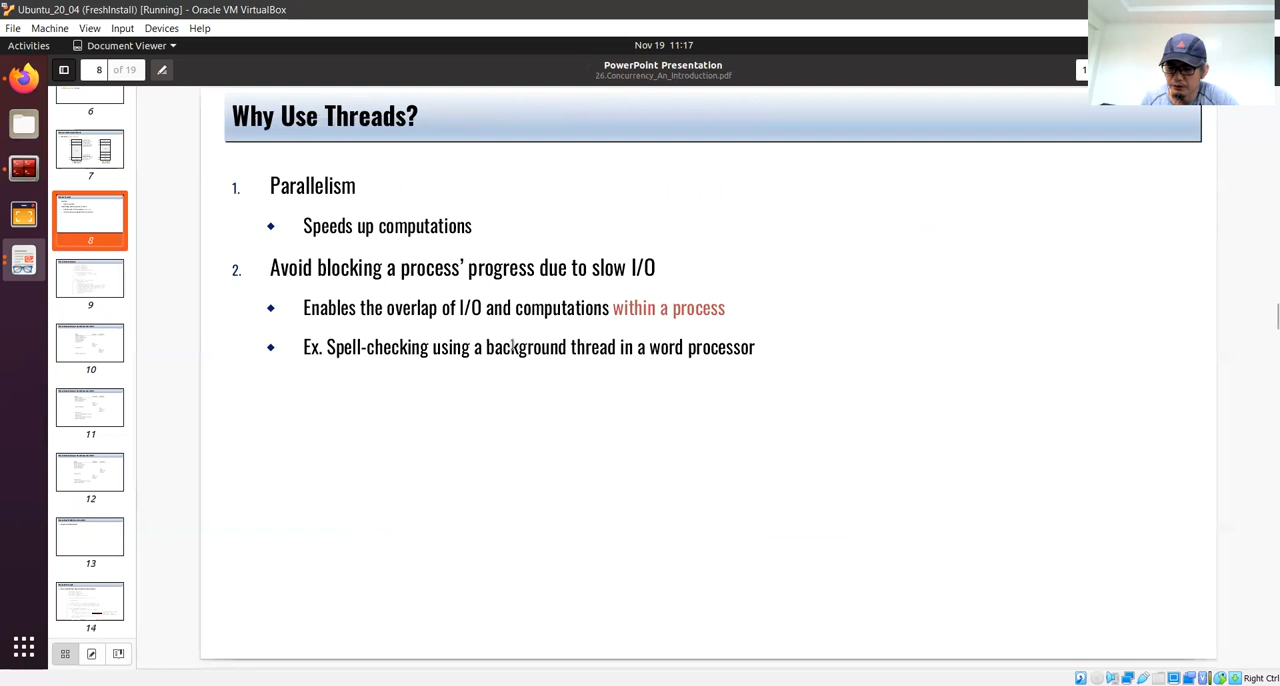 Ubuntu_20_04 (FreshInstall) [Running] - Oracle VM VirtualBox
File Machine View Input Devices Help
Activities Document Viewer Nov 19 11:17
8 of 19 PowerPoint Presentation 1
26.Concurrency_An_Introduction.pdf
6
7
8
9
10
11
12
13
14
Why Use Threads?
1. Parallelism
Speeds up computations
2. Avoid blocking a process' progress due to slow I/O
Enables the overlap of I/O and computations within a process
Ex. Spell-checking using a background thread in a word processor
Right Ctrl